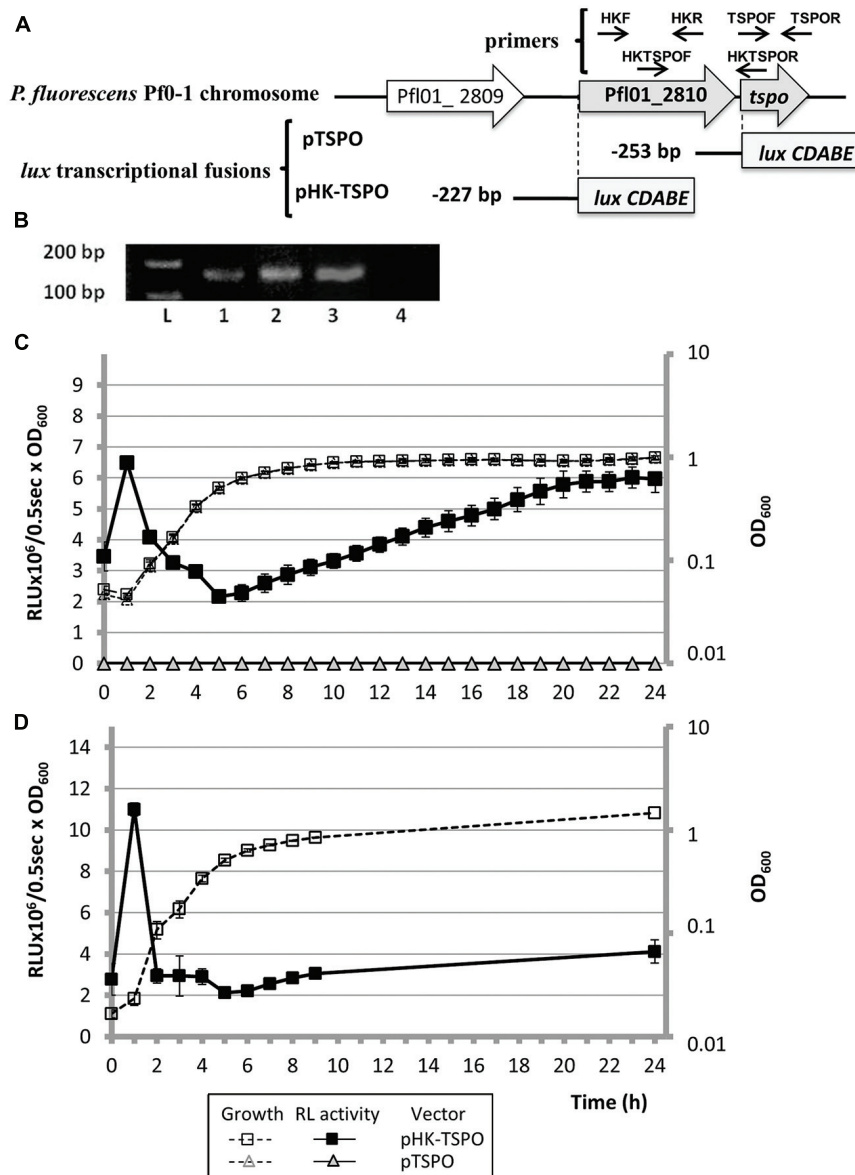 A
primers
HKF HKR TSPOF TSPOR
HKTSPOF HKTSPOR
P. fluorescens Pf0-1 chromosome
Pfl01_ 2809
Pfl01_2810
tspo
lux transcriptional fusions
pTSPO
-253 bp
lux CDABE
pHK-TSPO
-227 bp
lux CDABE
B
200 bp
100 bp
L 1 2 3 4
C
RLUx10⁶/0.5sec x OD₆₀₀
9
8
7
6
5
4
3
2
1
0
10
1
0.1
0.01
OD₆₀₀
0 2 4 6 8 10 12 14 16 18 20 22 24
D
RLUx10⁶/0.5sec x OD₆₀₀
14
12
10
8
6
4
2
0
10
1
0.1
0.01
OD₆₀₀
0 2 4 6 8 10 12 14 16 18 20 22 24
Time (h)
Growth RL activity Vector
pHK-TSPO
pTSPO